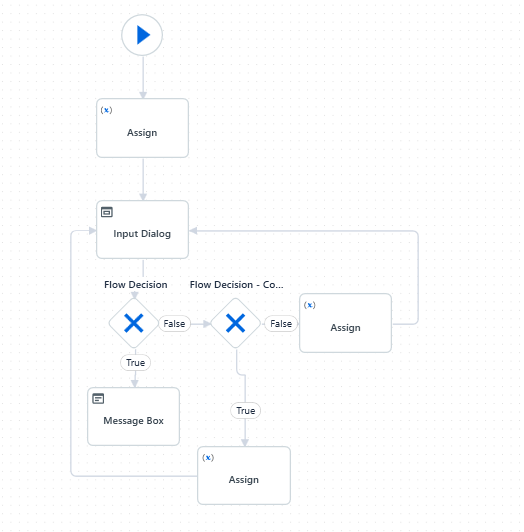 (x)
Assign
Input Dialog
Flow Decision
Flow Decision - Co...
False
False
(x)
Assign
True
Message Box
True
(x)
Assign